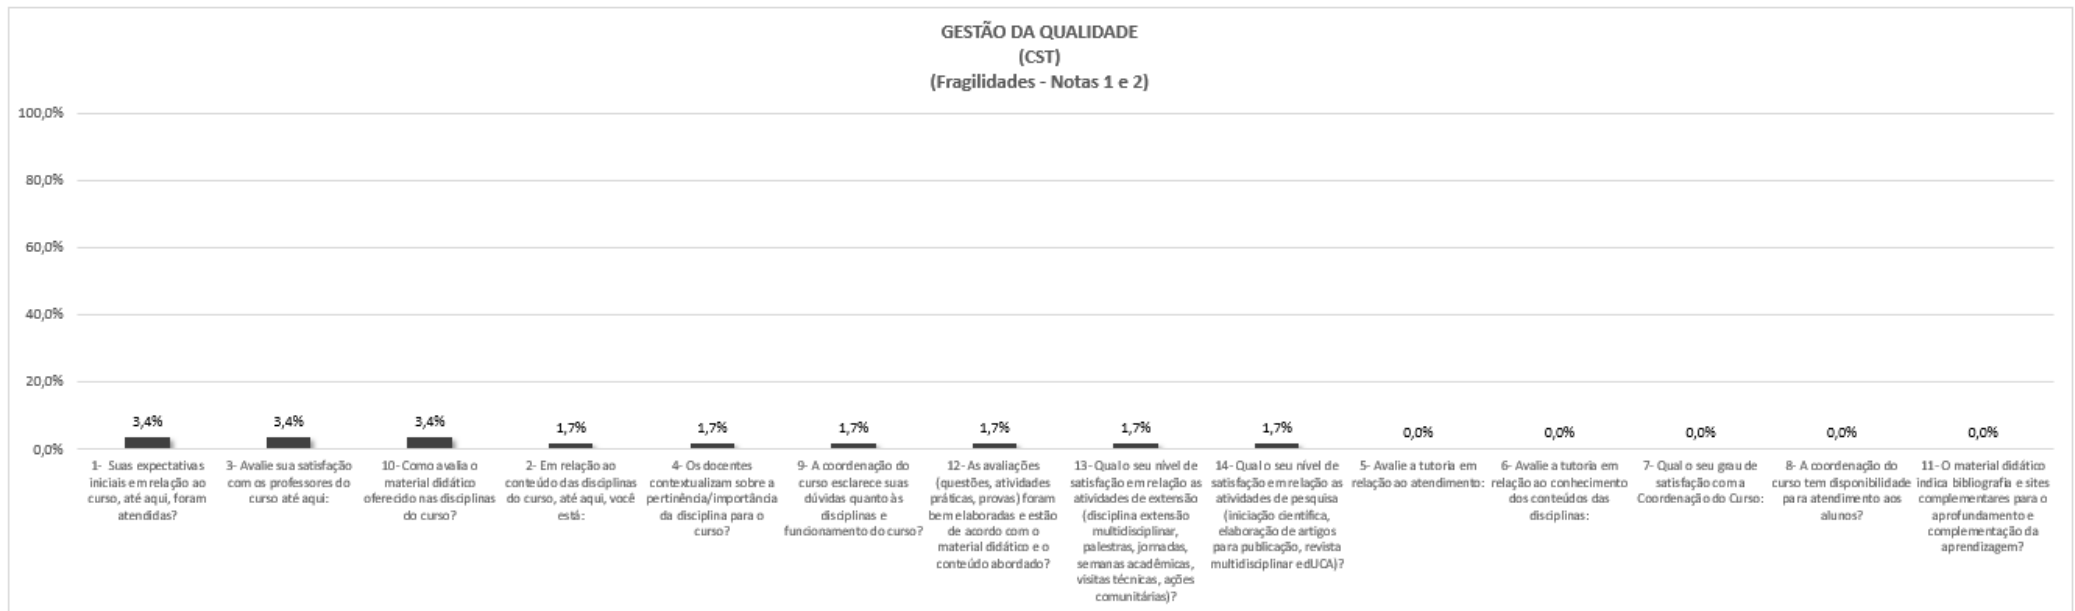 GESTÃO DA QUALIDADE
(CST)
(Fragilidades - Notas 1 e 2)
100,0%
80,0%
60,0%
40,0%
20,0%
0,0%
3,4%
3,4%
3,4%
1,7%
1,7%
1,7%
1,7%
1,7%
1,7%
0,0%
0,0%
0,0%
0,0%
0,0%
1- Suas expectativas
iniciais em relação ao
curso, até aqui, foram
atendidas?
3- Avalie sua satisfação
com os professores do
curso até aqui:
10- Como avalia o
material didático
oferecido nas disciplinas
do curso?
2- Em relação ao
conteúdo das disciplinas
do curso, até aqui, você
está:
4- Os docentes
contextualizam sobre a
pertinência/importância
da disciplina para o
curso?
9- A coordenação do
curso esclarece suas
dúvidas quanto às
disciplinas e
funcionamento do curso?
12- As avaliações
(questões, atividades
práticas, provas) foram
bem elaboradas e estão
de acordo com o
material didático e o
conteúdo abordado?
13- Qual o seu nível de
satisfação em relação as
atividades de extensão
(disciplina extensão
multidisciplinar,
palestras, jornadas,
semanas acadêmicas,
visitas técnicas, ações
comunitárias)?
14- Qual o seu nível de
satisfação em relação as
atividades de pesquisa
(iniciação científica,
elaboração de artigos
para publicação, revista
multidisciplinar edUCA)?
5- Avalie a tutoria em
relação ao atendimento:
6- Avalie a tutoria em
relação ao conhecimento
dos conteúdos das
disciplinas:
7- Qual o seu grau de
satisfação com a
Coordenação do Curso:
8- A coordenação do
curso tem disponibilidade
para atendimento aos
alunos?
11- O material didático
indica bibliografia e sites
complementares para o
aprofundamento e
complementação da
aprendizagem?